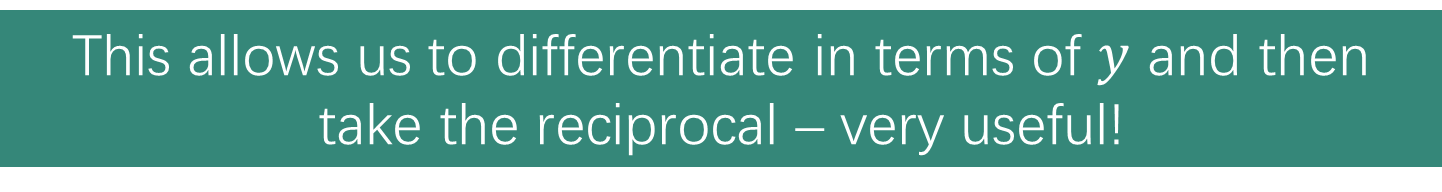 This allows us to differentiate in terms of y and then
take the reciprocal – very useful!